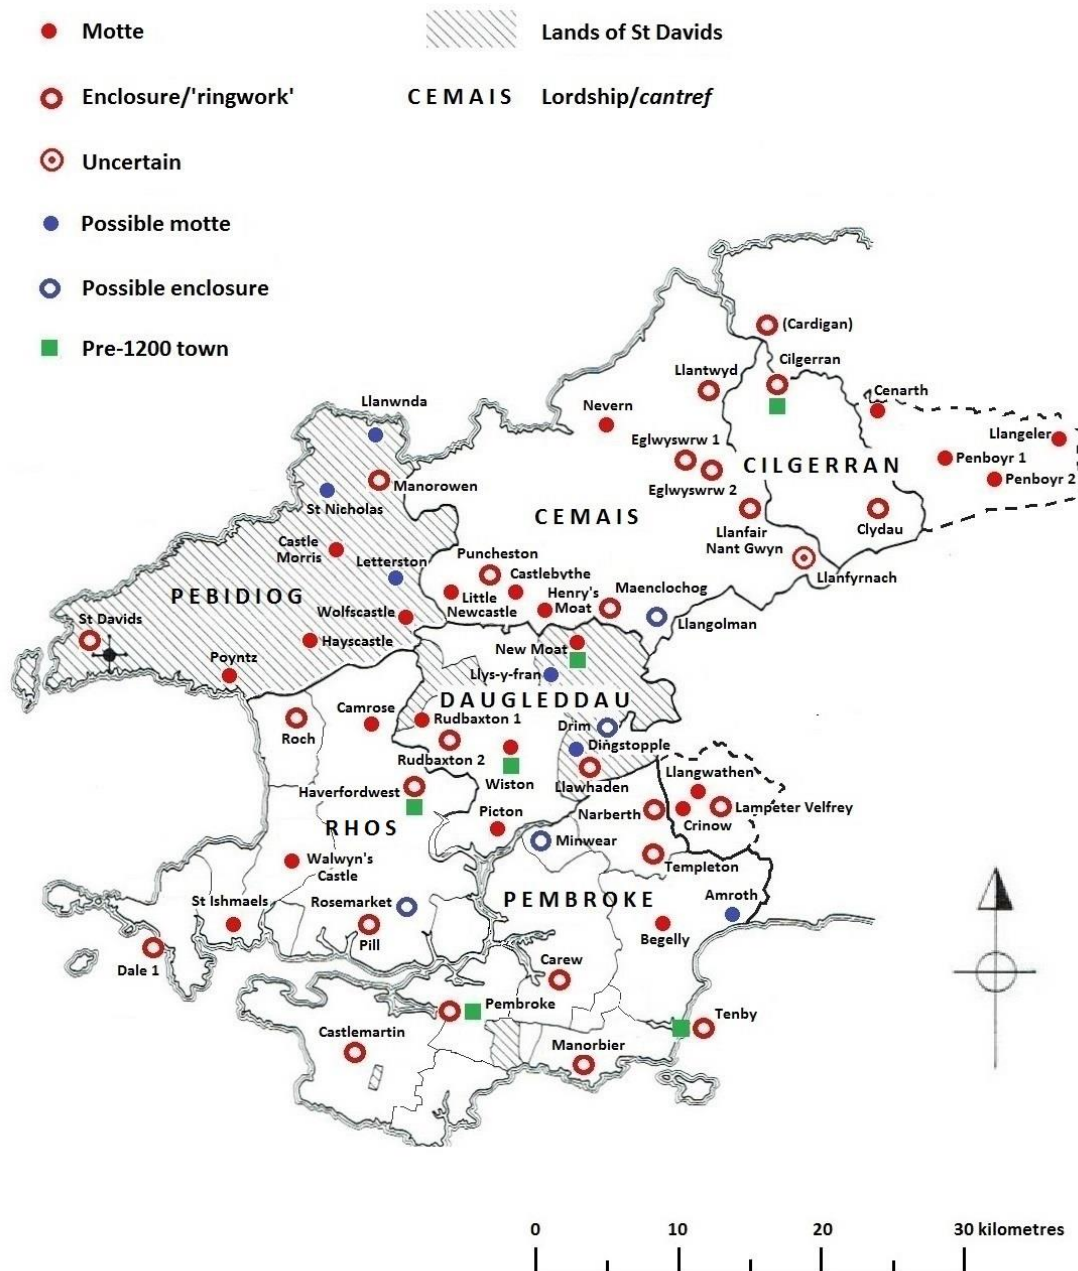 Motte
Lands of St Davids
Enclosure/'ringwork'
CEMAIS Lordship/cantref
Uncertain
Possible motte
Possible enclosure
Pre-1200 town
(Cardigan)
Cilgerran
Llantwyd
Cenarth
Llanwnda
Nevern
Llangeler
Eglwyswrw 1
Penboyr 1
CILGERRAN
Penboyr 2
Manorowen
Eglwyswrw 2
St Nicholas
CEMAIS
Llanfair
Nant Gwyn
Clydau
Castle
Morris
Puncheston
Letterston
Castlebythe
Llanfyrnach
PEBIDIOG
Little
Newcastle
Henry's
Moat
Maenclochog
Wolfscastle
St Davids
Llangolman
Hayscastle
New Moat
Poyntz
Llys-y-fran
DAUGLEDDAU
Camrose
Rudbaxton 1
Drim
Roch
Dingstopple
Rudbaxton 2
Llangwathen
Wiston
Llawhaden
Haverfordwest
Lampeter Velfrey
Picton
Narberth
Crinow
RHOS
Minwear
Walwyn's
Castle
Templeton
St Ishmaels
Rosemarket
PEMBROKE
Amroth
Pill
Begelly
Dale 1
Carew
Pembroke
Tenby
Castlemartin
Manorbier
0 10 20 30 kilometres